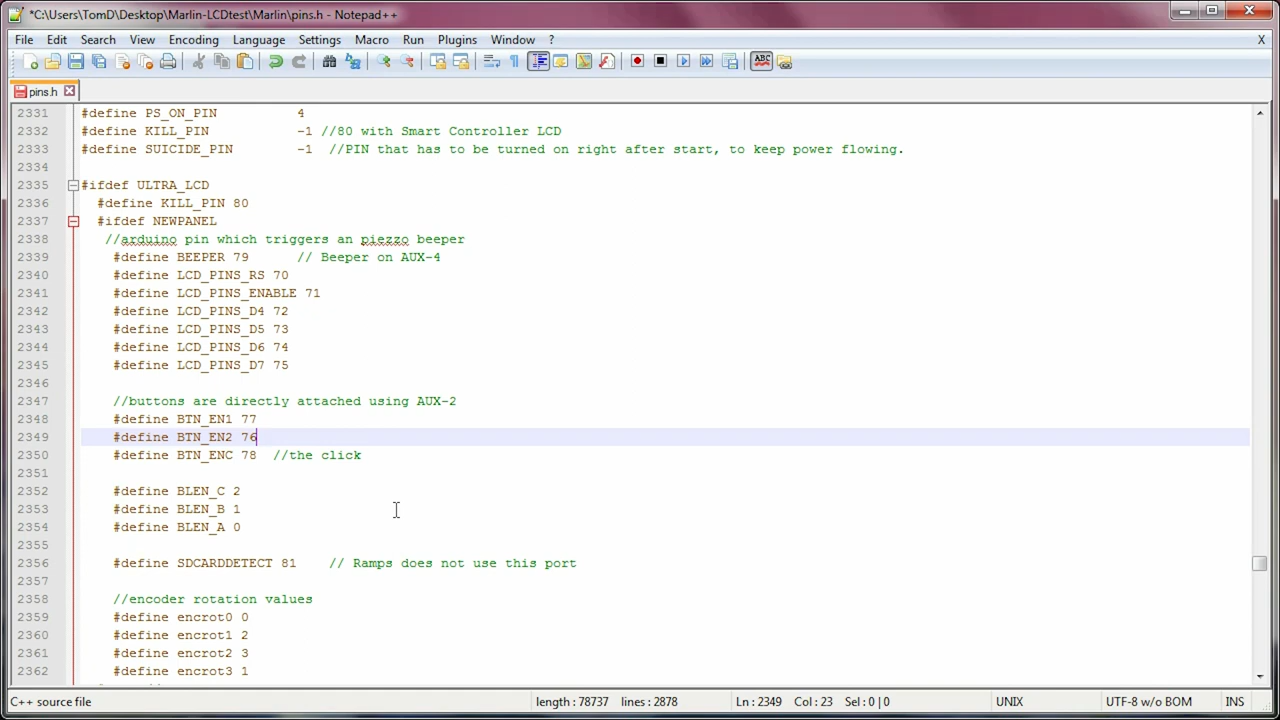 *C:\Users\TomD\Desktop\Marlin-LCDtest\Marlin\pins.h - Notepad++
File Edit Search View Encoding Language Settings Macro Run Plugins Window ? X
ABC
pins.h
2331 #define PS_ON_PIN 4
2332 #define KILL_PIN -1 //80 with Smart Controller LCD
2333 #define SUICIDE_PIN -1 //PIN that has to be turned on right after start, to keep power flowing.
2334
2335 #ifdef ULTRA_LCD
2336 #define KILL_PIN 80
2337 #ifdef NEWPANEL
2338 //arduino pin which triggers an piezzo beeper
2339 #define BEEPER 79 // Beeper on AUX-4
2340 #define LCD_PINS_RS 70
2341 #define LCD_PINS_ENABLE 71
2342 #define LCD_PINS_D4 72
2343 #define LCD_PINS_D5 73
2344 #define LCD_PINS_D6 74
2345 #define LCD_PINS_D7 75
2346
2347 //buttons are directly attached using AUX-2
2348 #define BTN_EN1 77
2349 #define BTN_EN2 76
2350 #define BTN_ENC 78 //the click
2351
2352 #define BLEN_C 2
2353 #define BLEN_B 1
2354 #define BLEN_A 0
2355
2356 #define SDCARDDETECT 81 // Ramps does not use this port
2357
2358 //encoder rotation values
2359 #define encrot0 0
2360 #define encrot1 2
2361 #define encrot2 3
2362 #define encrot3 1
C++ source file length : 78737 lines : 2878 Ln : 2349 Col : 23 Sel : 0 | 0 UNIX UTF-8 w/o BOM INS